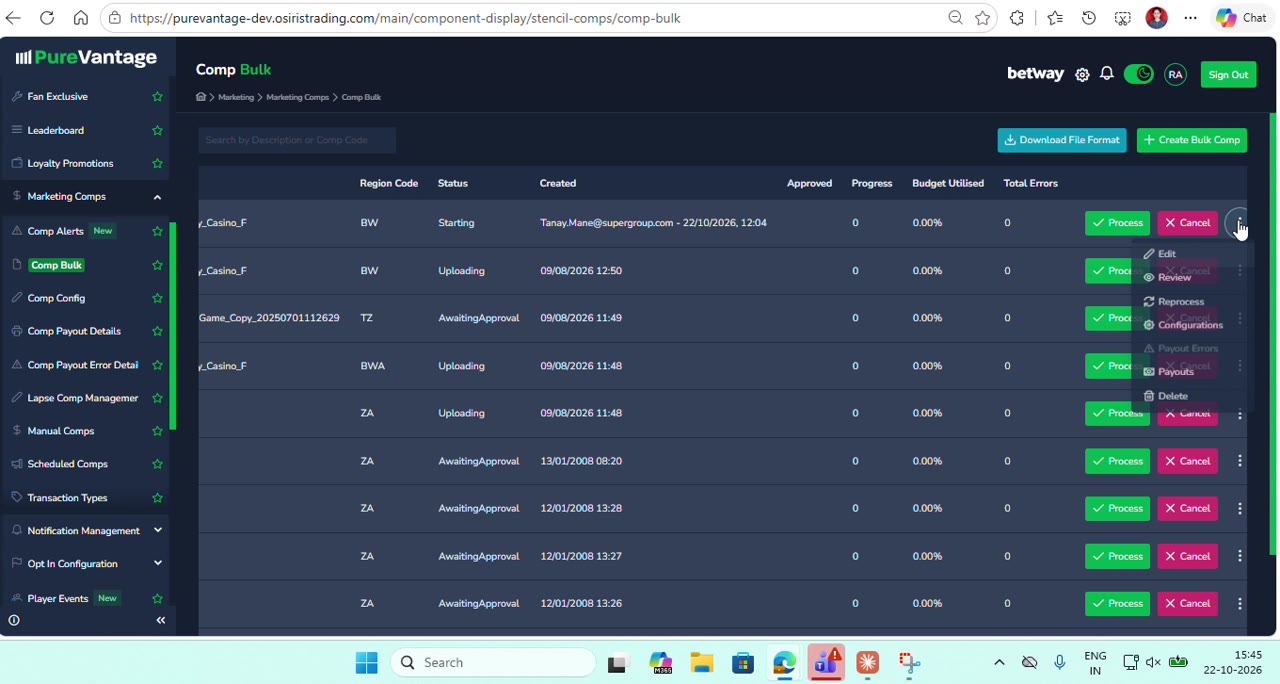 https://purevantage-dev.osiristrading.com/main/component-display/stencil-comps/comp-bulk
Chat
PureVantage
Fan Exclusive
Leaderboard
Loyalty Promotions
Marketing Comps
Comp Alerts New
Comp Bulk
Comp Config
Comp Payout Details
Comp Payout Error Detai
Lapse Comp Managemer
Manual Comps
Scheduled Comps
Transaction Types
Notification Management
Opt In Configuration
Player Events New
Comp Bulk
Marketing > Marketing Comps > Comp Bulk
betway
RA
Sign Out
Search by Description or Comp Code
Download File Format
+ Create Bulk Comp
Region Code Status Created Approved Progress Budget Utilised Total Errors
y_Casino_F BW Starting Tanay.Mane@supergroup.com - 22/10/2026, 12:04 0 0.00% 0 Process Cancel
y_Casino_F BW Uploading 09/08/2026 12:50 0 0.00% 0 Proce Cancel
Game_Copy_20250701112629 TZ AwaitingApproval 09/08/2026 11:49 0 0.00% 0 Proce
y_Casino_F BWA Uploading 09/08/2026 11:48 0 0.00% 0 Proce Cancel
ZA Uploading 09/08/2026 11:48 0 0.00% 0 Process Cancel
ZA AwaitingApproval 13/01/2008 08:20 0 0.00% 0 Process Cancel
ZA AwaitingApproval 12/01/2008 13:28 0 0.00% 0 Process Cancel
ZA AwaitingApproval 12/01/2008 13:27 0 0.00% 0 Process Cancel
ZA AwaitingApproval 12/01/2008 13:26 0 0.00% 0 Process Cancel
Edit
Review
Reprocess
Configurations
Payout Errors
Payouts
Delete
Search
M365
ENG
IN
15:45
22-10-2026